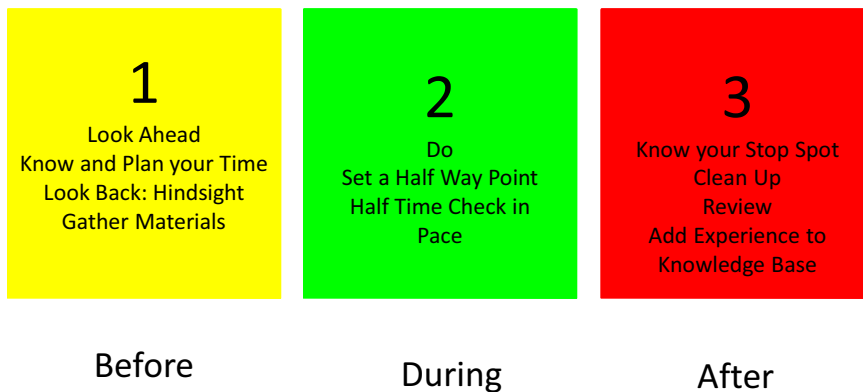 1
Look Ahead
Know and Plan your Time
Look Back: Hindsight
Gather Materials
2
Do
Set a Half Way Point
Half Time Check in
Pace
3
Know your Stop Spot
Clean Up
Review
Add Experience to
Knowledge Base
Before
During
After